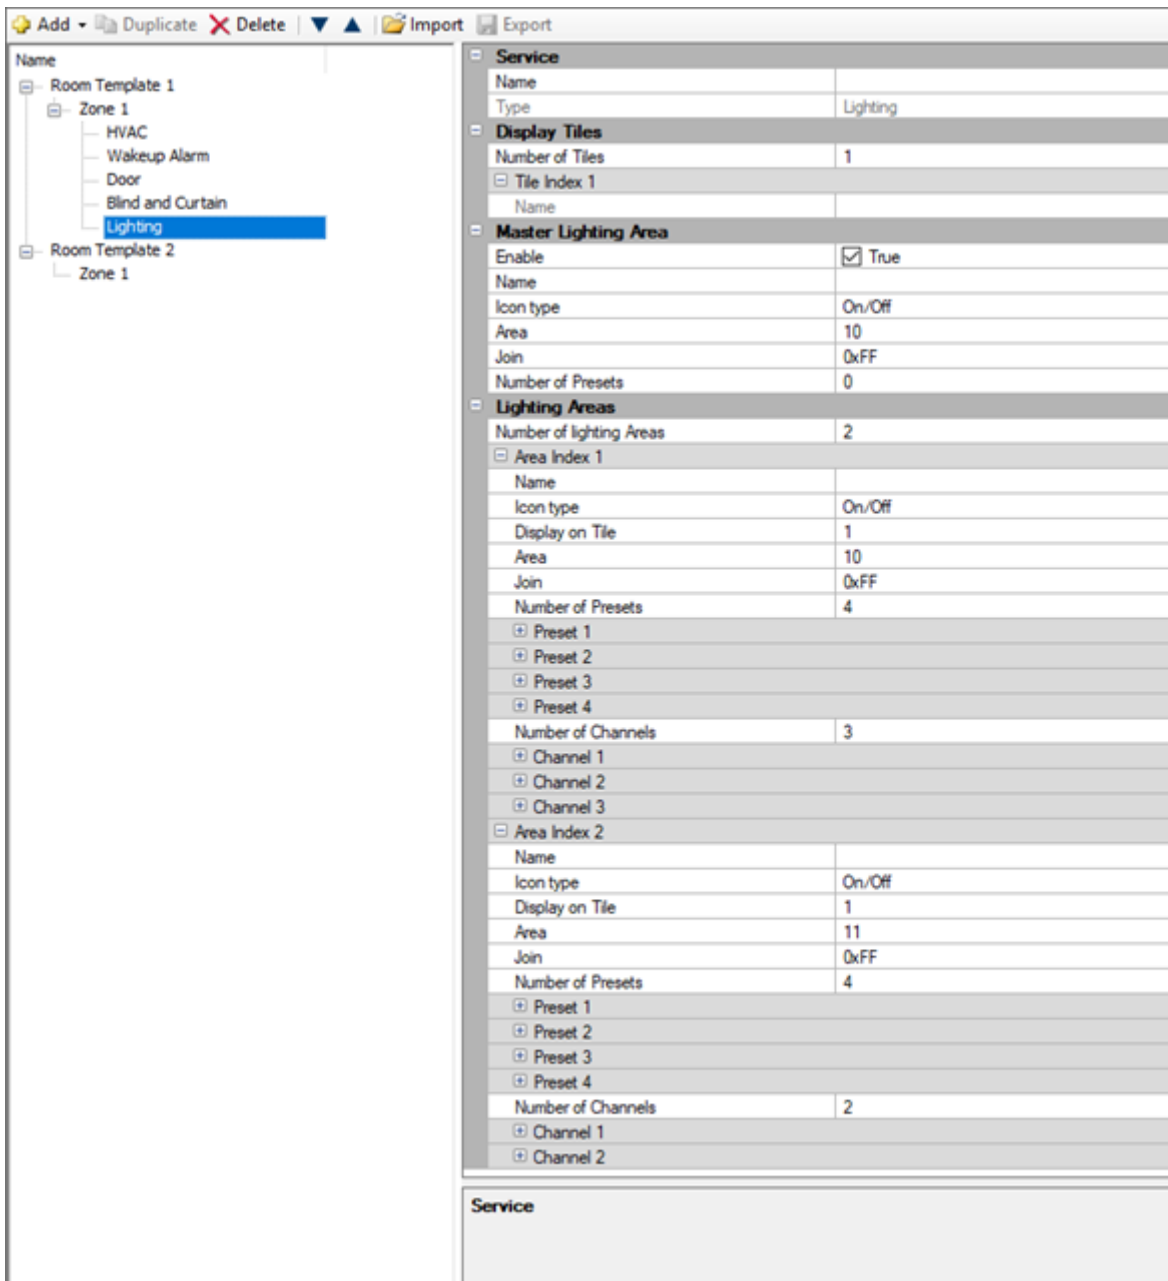 Add Duplicate Delete Import Export
Name
Room Template 1
Zone 1
HVAC
Wakeup Alarm
Door
Blind and Curtain
Lighting
Room Template 2
Zone 1
Service
Name
Type Lighting
Display Tiles
Number of Tiles 1
Tile Index 1
Name
Master Lighting Area
Enable True
Name
Icon type On/Off
Area 10
Join 0xFF
Number of Presets 0
Lighting Areas
Number of lighting Areas 2
Area Index 1
Name
Icon type On/Off
Display on Tile 1
Area 10
Join 0xFF
Number of Presets 4
Preset 1
Preset 2
Preset 3
Preset 4
Number of Channels 3
Channel 1
Channel 2
Channel 3
Area Index 2
Name
Icon type On/Off
Display on Tile 1
Area 11
Join 0xFF
Number of Presets 4
Preset 1
Preset 2
Preset 3
Preset 4
Number of Channels 2
Channel 1
Channel 2
Service